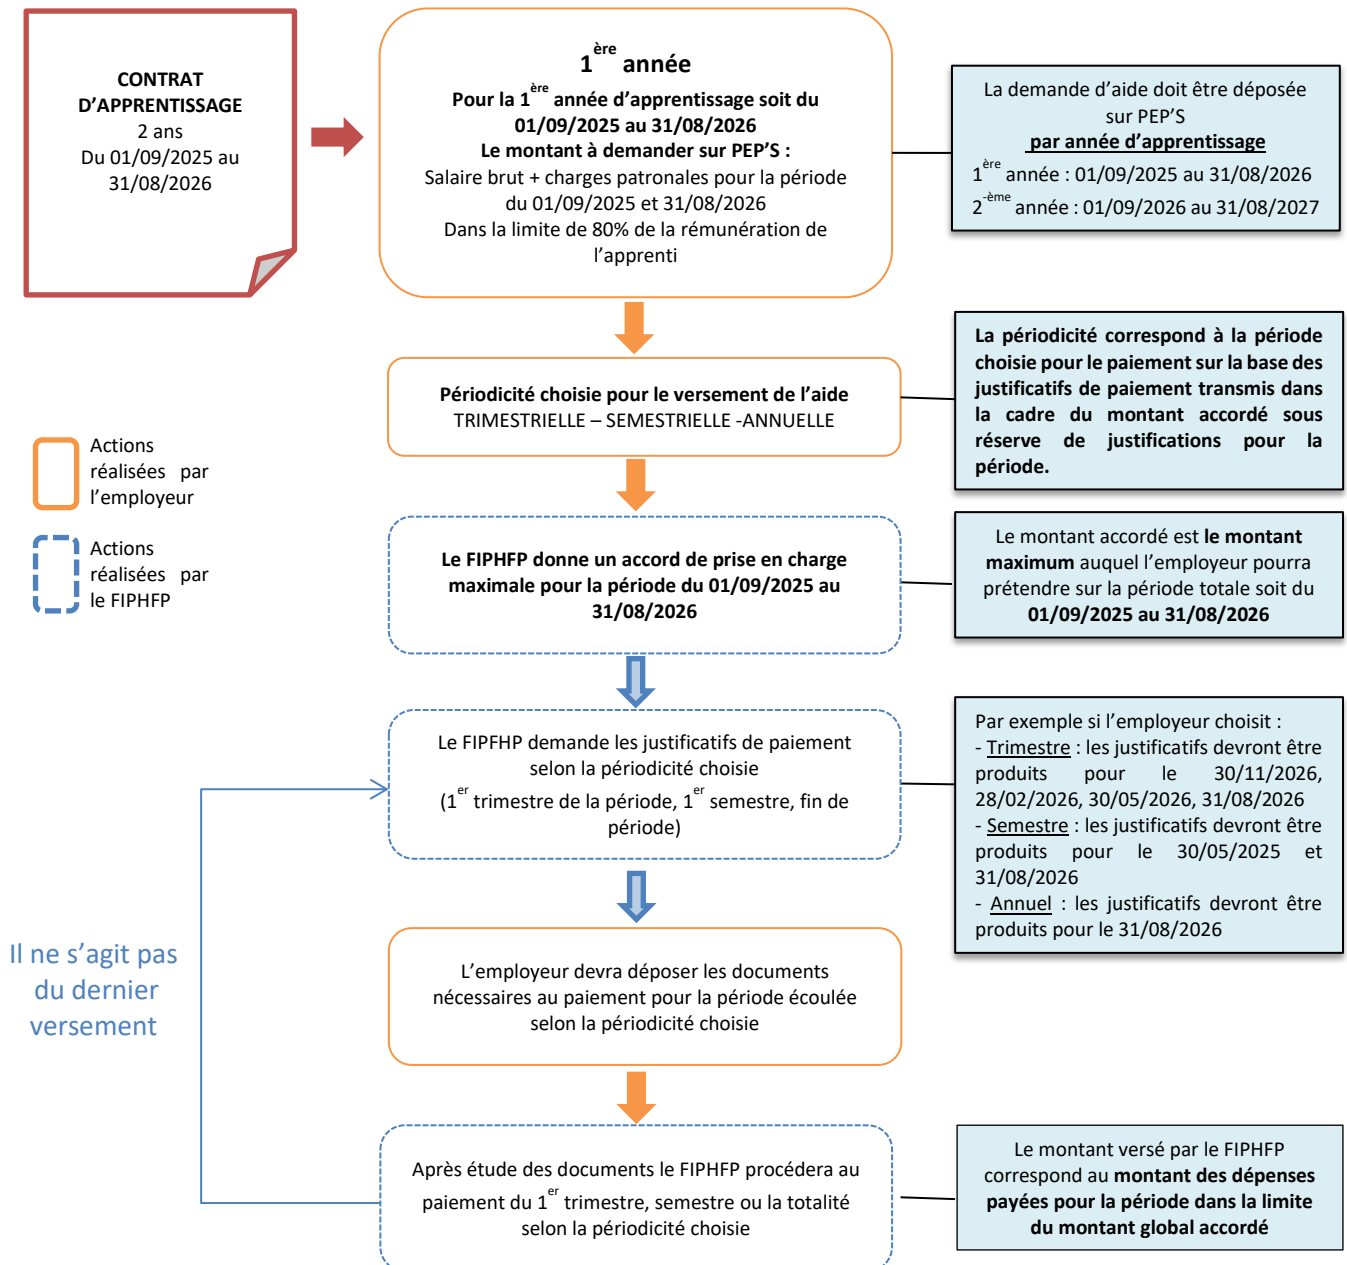 CONTRAT
D'APPRENTISSAGE
2 ans
Du 01/09/2025 au
31/08/2026
1ère année
Pour la 1ère année d'apprentissage soit du
01/09/2025 au 31/08/2026
Le montant à demander sur PEP'S :
Salaire brut + charges patronales pour la période
du 01/09/2025 et 31/08/2026
Dans la limite de 80% de la rémunération de
l'apprenti
La demande d'aide doit être déposée
sur PEP'S
par année d'apprentissage
1ère année : 01/09/2025 au 31/08/2026
2-ème année : 01/09/2026 au 31/08/2027
Périodicité choisie pour le versement de l'aide
TRIMESTRIELLE – SEMESTRIELLE -ANNUELLE
La périodicité correspond à la période
choisie pour le paiement sur la base des
justificatifs de paiement transmis dans
la cadre du montant accordé sous
réserve de justifications pour la
période.
Actions
réalisées par
l'employeur
Actions
réalisées par
le FIPHFP
Le FIPHFP donne un accord de prise en charge
maximale pour la période du 01/09/2025 au
31/08/2026
Le montant accordé est le montant
maximum auquel l'employeur pourra
prétendre sur la période totale soit du
01/09/2025 au 31/08/2026
Le FIPFHP demande les justificatifs de paiement
selon la périodicité choisie
(1er trimestre de la période, 1er semestre, fin de
période)
Par exemple si l'employeur choisit :
- Trimestre : les justificatifs devront être
produits pour le 30/11/2026,
28/02/2026, 30/05/2026, 31/08/2026
- Semestre : les justificatifs devront être
produits pour le 30/05/2025 et
31/08/2026
- Annuel : les justificatifs devront être
produits pour le 31/08/2026
Il ne s'agit pas
du dernier
versement
L'employeur devra déposer les documents
nécessaires au paiement pour la période écoulée
selon la périodicité choisie
Après étude des documents le FIPHFP procédera au
paiement du 1er trimestre, semestre ou la totalité
selon la périodicité choisie
Le montant versé par le FIPHFP
correspond au montant des dépenses
payées pour la période dans la limite
du montant global accordé